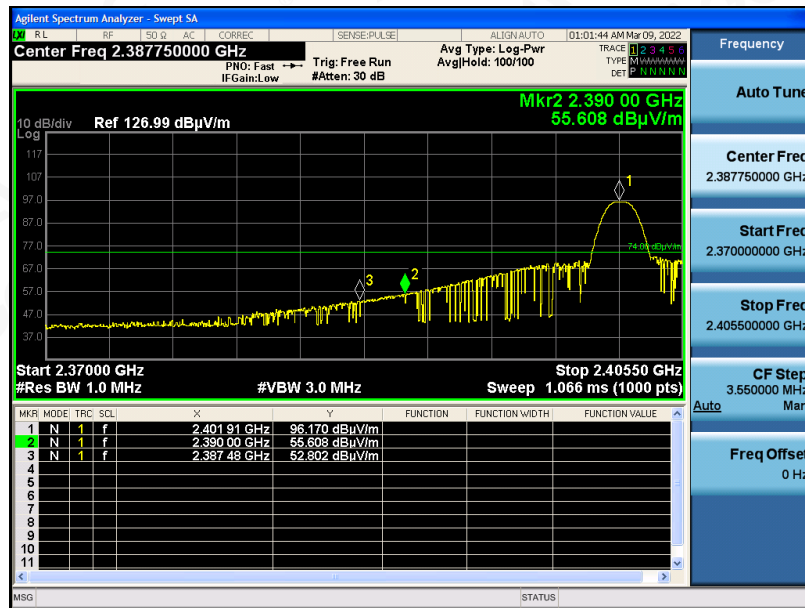 Agilent Spectrum Analyzer - Swept SA
LXI RL RF 50 Ω AC CORREC SENSE:PULSE ALIGNAUTO 01:01:44 AM Mar 09, 2022
Center Freq 2.387750000 GHz
PNO: Fast
IFGain:Low
Trig: Free Run
#Atten: 30 dB
Avg Type: Log-Pwr
Avg|Hold: 100/100
TRACE 1 2 3 4 5 6
TYPE M
DET P N N N N N
Mkr2 2.390 00 GHz
55.608 dBµV/m
10 dB/div Ref 126.99 dBµV/m
Log
117
107
97.0
87.0
77.0
67.0
57.0
47.0
37.0
1
2
3
74.00 dBµV/m
Start 2.37000 GHz Stop 2.40550 GHz
#Res BW 1.0 MHz #VBW 3.0 MHz Sweep 1.066 ms (1000 pts)
MKR MODE TRC SCL X Y FUNCTION FUNCTION WIDTH FUNCTION VALUE
1 N 1 f 2.401 91 GHz 96.170 dBµV/m
2 N 1 f 2.390 00 GHz 55.608 dBµV/m
3 N 1 f 2.387 48 GHz 52.802 dBµV/m
4
5
6
7
8
9
10
11
MSG STATUS
Frequency
Auto Tune
Center Freq
2.387750000 GHz
Start Freq
2.370000000 GHz
Stop Freq
2.405500000 GHz
CF Step
3.550000 MHz
Auto Man
Freq Offset
0 Hz